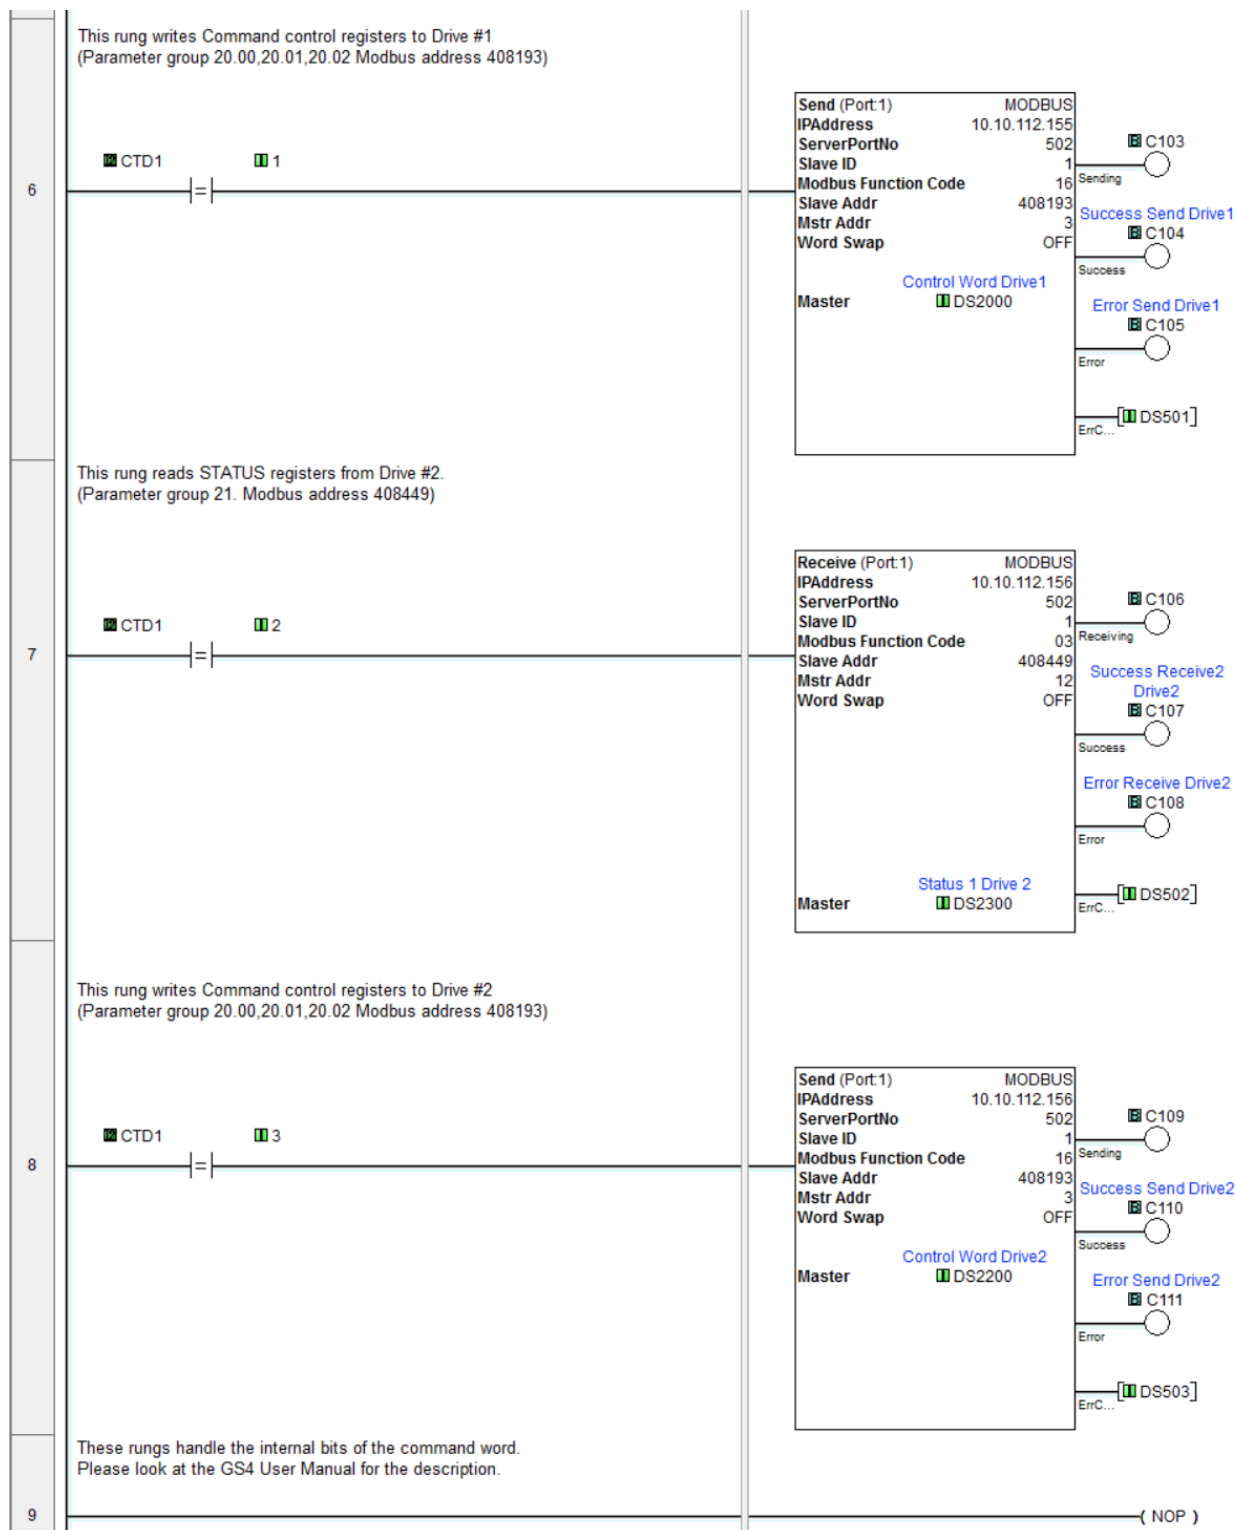 This rung writes Command control registers to Drive #1
(Parameter group 20.00,20.01,20.02 Modbus address 408193)
6
CTD1 1
Send (Port:1) MODBUS
IPAddress 10.10.112.155
ServerPortNo 502
Slave ID 1
Modbus Function Code 16
Slave Addr 408193
Mstr Addr 3
Word Swap OFF
Control Word Drive1
Master DS2000
C103
Sending
Success Send Drive1
C104
Success
Error Send Drive1
C105
Error
DS501
ErrC...
This rung reads STATUS registers from Drive #2.
(Parameter group 21. Modbus address 408449)
7
CTD1 2
Receive (Port:1) MODBUS
IPAddress 10.10.112.156
ServerPortNo 502
Slave ID 1
Modbus Function Code 03
Slave Addr 408449
Mstr Addr 12
Word Swap OFF
Status 1 Drive 2
Master DS2300
C106
Receiving
Success Receive2
Drive2
C107
Success
Error Receive Drive2
C108
Error
DS502
ErrC...
This rung writes Command control registers to Drive #2
(Parameter group 20.00,20.01,20.02 Modbus address 408193)
8
CTD1 3
Send (Port:1) MODBUS
IPAddress 10.10.112.156
ServerPortNo 502
Slave ID 1
Modbus Function Code 16
Slave Addr 408193
Mstr Addr 3
Word Swap OFF
Control Word Drive2
Master DS2200
C109
Sending
Success Send Drive2
C110
Success
Error Send Drive2
C111
Error
DS503
ErrC...
These rungs handle the internal bits of the command word.
Please look at the GS4 User Manual for the description.
9
( NOP )